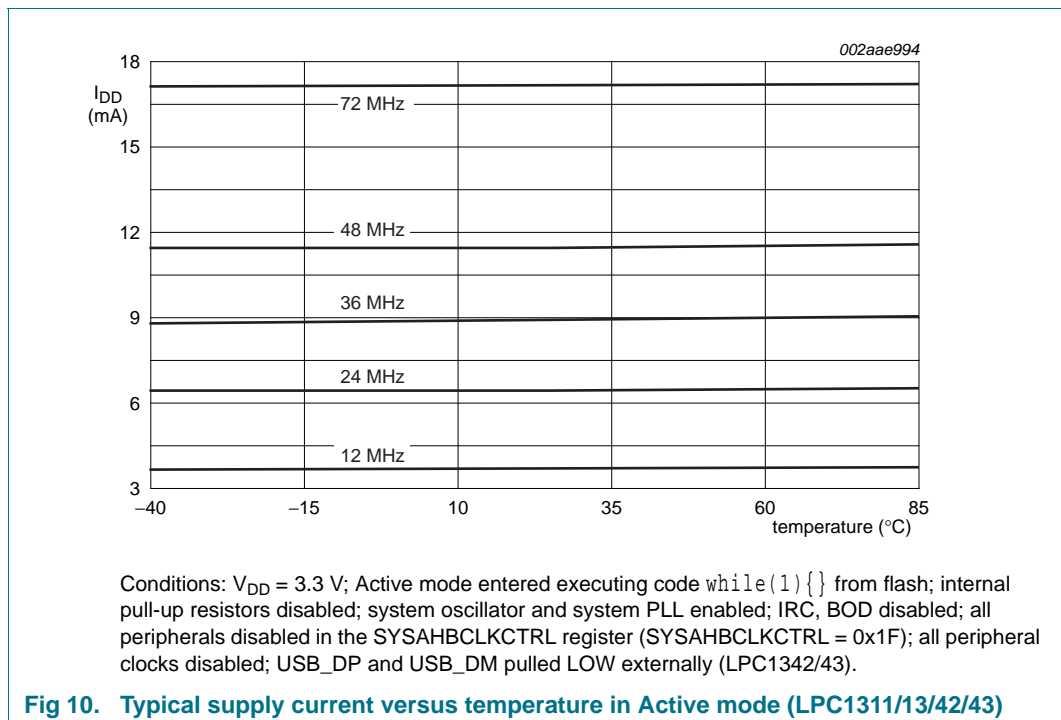 002aae994
18
I_DD
(mA)
72 MHz
15
12
48 MHz
36 MHz
9
24 MHz
6
12 MHz
3
−40 −15 10 35 60 85
temperature (°C)
Conditions: V_DD = 3.3 V; Active mode entered executing code while(1){} from flash; internal
pull-up resistors disabled; system oscillator and system PLL enabled; IRC, BOD disabled; all
peripherals disabled in the SYSAHBCLKCTRL register (SYSAHBCLKCTRL = 0x1F); all peripheral
clocks disabled; USB_DP and USB_DM pulled LOW externally (LPC1342/43).
Fig 10. Typical supply current versus temperature in Active mode (LPC1311/13/42/43)